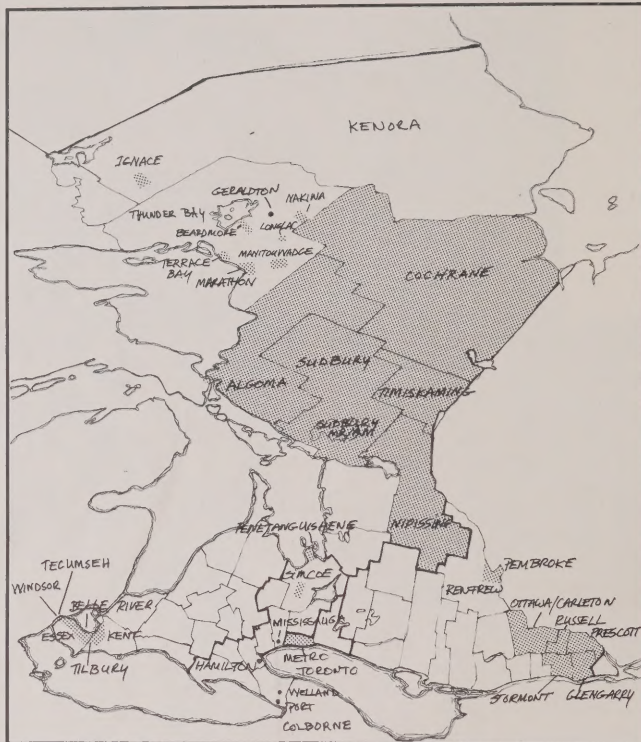 KENORA
IGNACE
GERALDTON
NAKINA
THUNDER BAY
BEARDMORE
LONGLAC
8
MANITOUWADGE
TERRACE
BAY
MARATHON
COCHRANE
SUDBURY
ALGOMA
TIMISKAMING
SUDBURY
NIPISSING
PENETANGUISHENE
SIMCOE
PEMBROKE
TECUMSEH
WINDSOR
BELLE RIVER
RENFREW
OTTAWA/CARLETON
RUSSELL
PRESCOTT
MISSISSAUGA
ESSEX
KENT
TILBURY
HAMILTON
METRO
TORONTO
STORMONT
GLENGARRY
WELLAND
PORT
COLBORNE